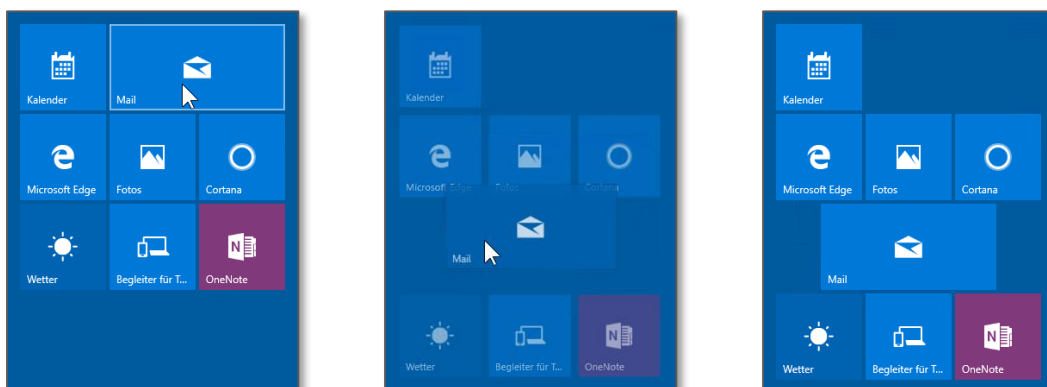 Kalender
Mail
Microsoft Edge
Fotos
Cortana
Wetter
Begleiter für T...
OneNote
Kalender
Microsoft Edge
Fotos
Cortana
Mail
Wetter
Begleiter für T...
OneNote
Kalender
Microsoft Edge
Fotos
Cortana
Mail
Wetter
Begleiter für T...
OneNote